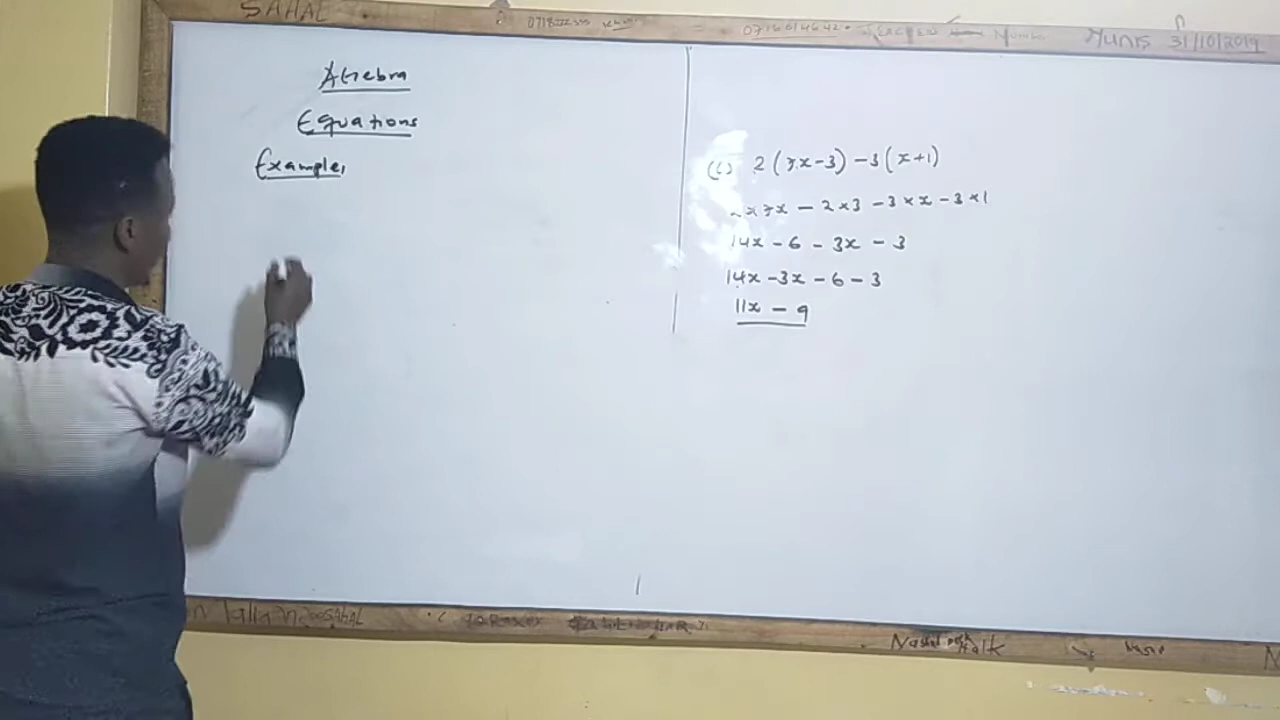 SAHAL
Yunis 31/10/2019
Algebra
Equations
Examples
(c) 2(7x-3) -3(x+1)
2×7x - 2×3 -3×x -3×1
14x - 6 - 3x - 3
14x -3x -6 -3
11x - 9